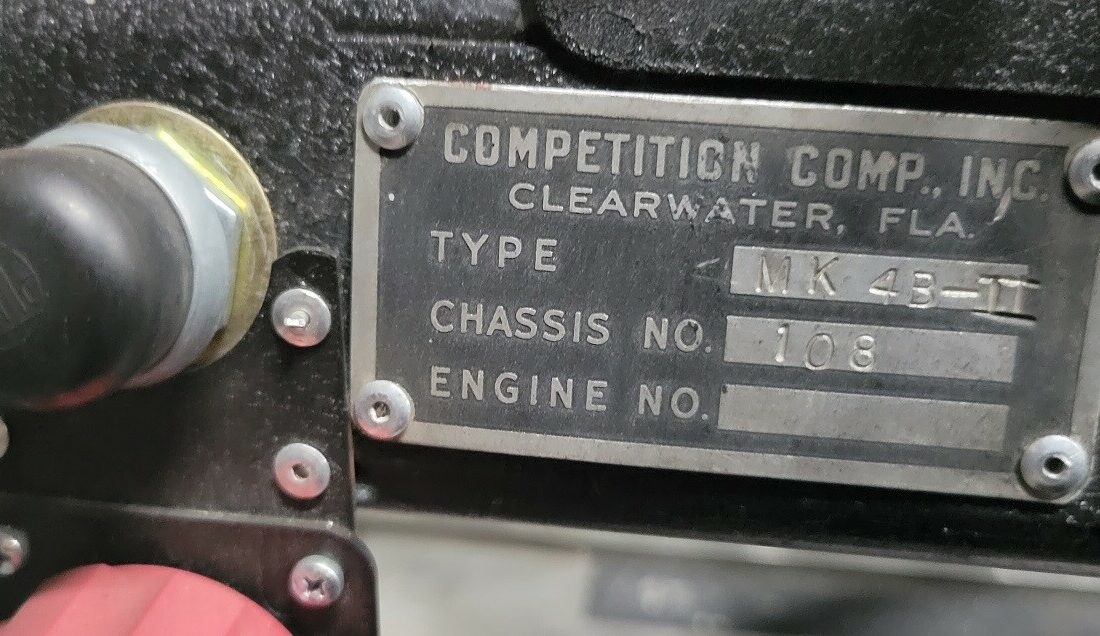 COMPETITION COMP., INC.
CLEARWATER, FLA.
TYPE MK 4B-II
CHASSIS NO. 108
ENGINE NO.